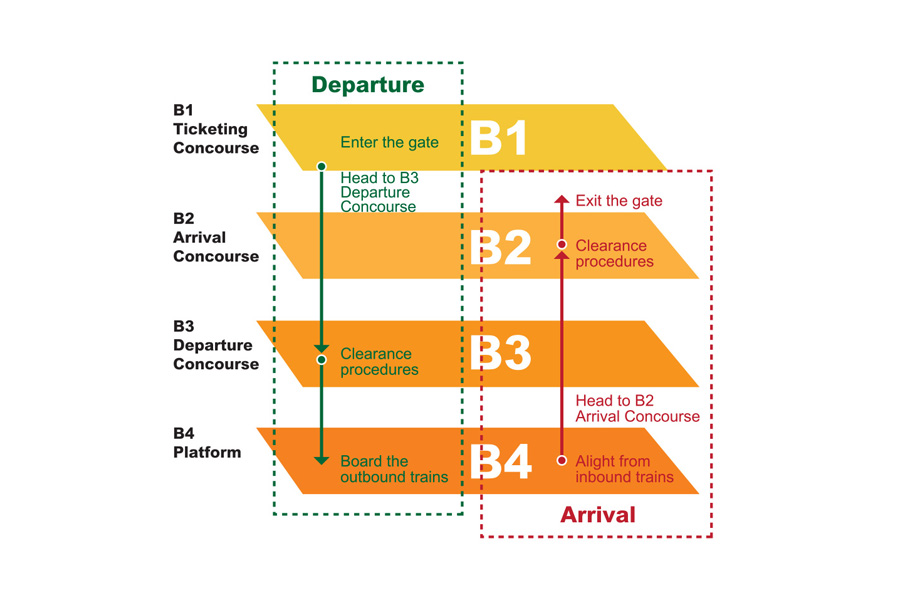 Departure
B1
Ticketing
Concourse
Enter the gate
B1
Head to B3
Departure
Concourse
Exit the gate
B2
Arrival
Concourse
B2
Clearance
procedures
B3
Departure
Concourse
Clearance
procedures
B3
Head to B2
Arrival Concourse
B4
Platform
Board the
outbound trains
B4
Alight from
inbound trains
Arrival